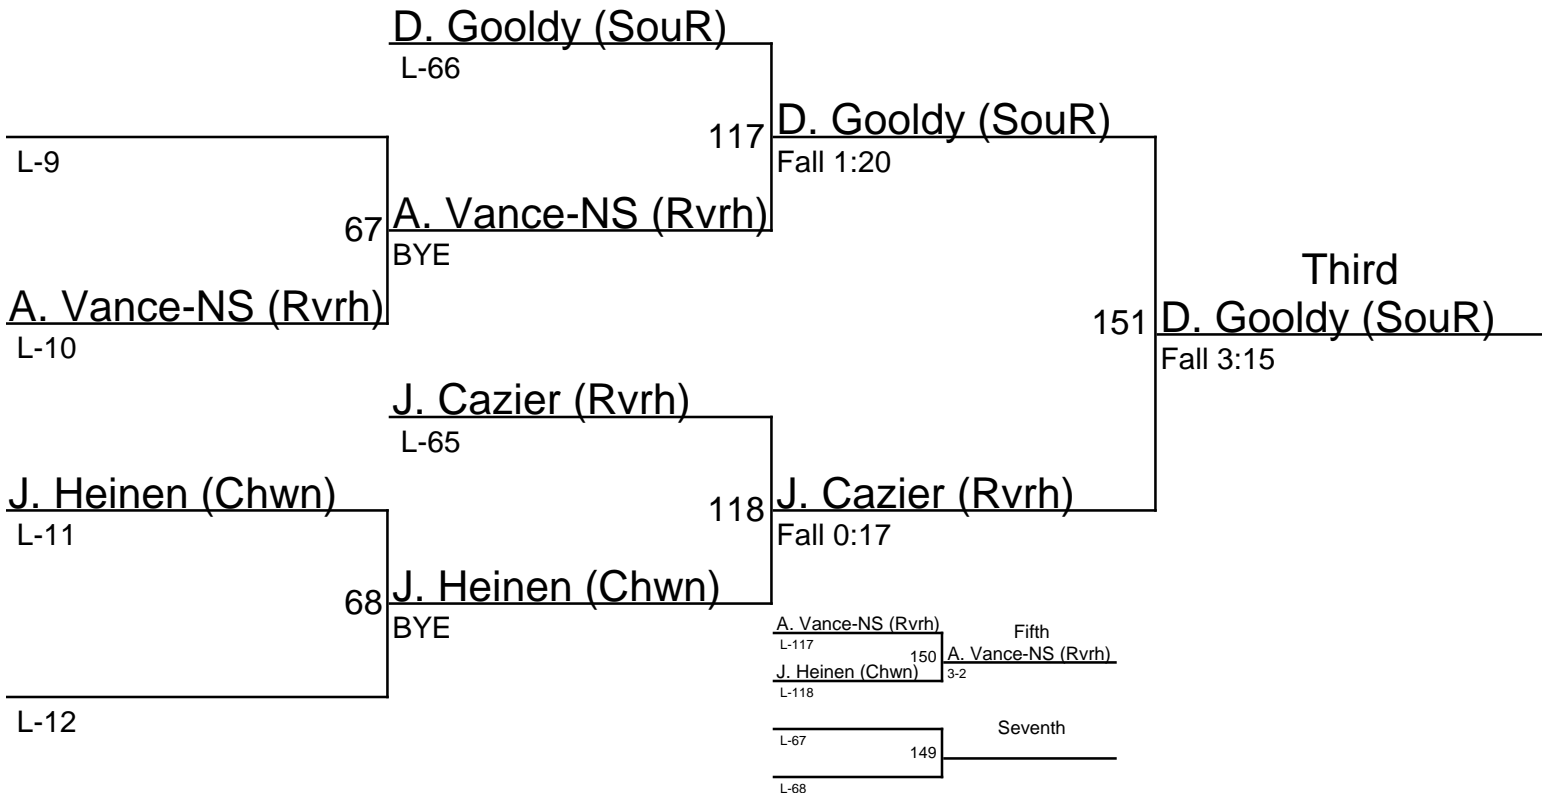 D. Gooldy (SouR)
L-66
117
D. Gooldy (SouR)
Fall 1:20
L-9
67
A. Vance-NS (Rvrh)
BYE
A. Vance-NS (Rvrh)
L-10
Third
151
D. Gooldy (SouR)
Fall 3:15
J. Cazier (Rvrh)
L-65
J. Heinen (Chwn)
L-11
118
J. Cazier (Rvrh)
Fall 0:17
68
J. Heinen (Chwn)
BYE
L-12
A. Vance-NS (Rvrh)
L-117
150
J. Heinen (Chwn)
L-118
Fifth
A. Vance-NS (Rvrh)
3-2
L-67
149
L-68
Seventh